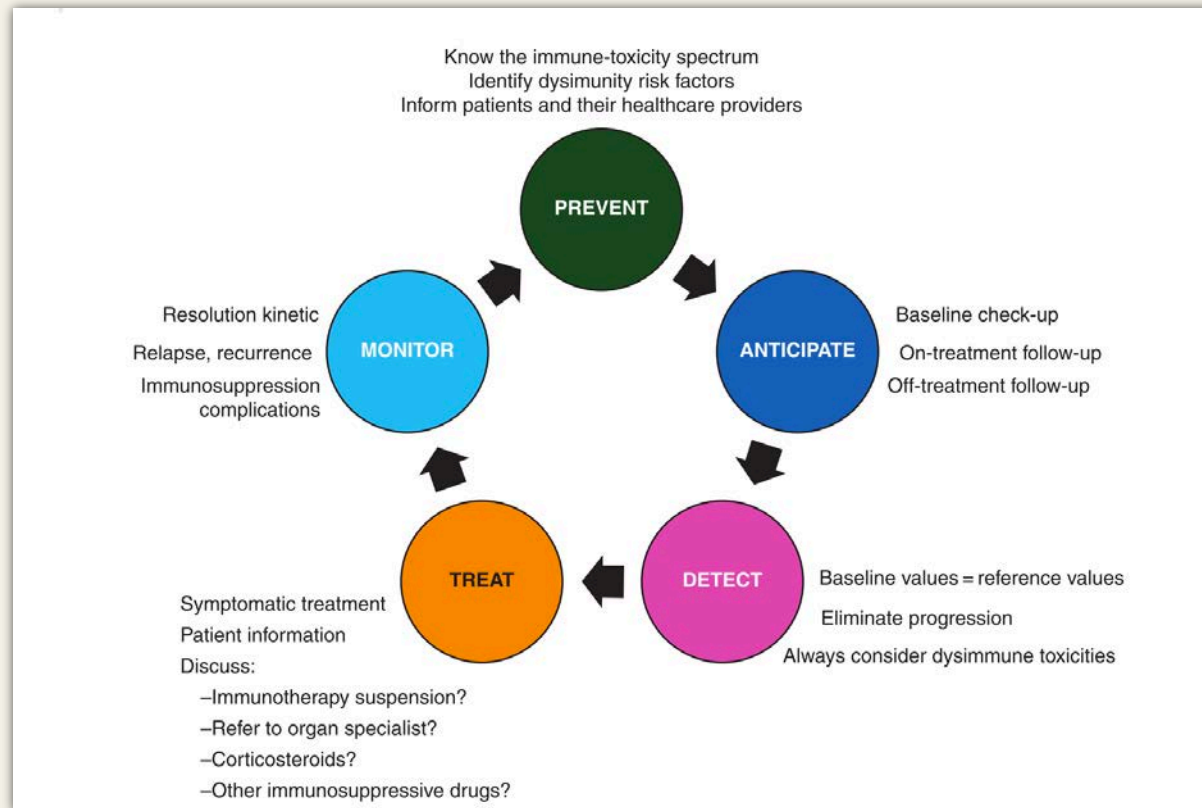 Know the immune-toxicity spectrum
Identify dysimunity risk factors
Inform patients and their healthcare providers
PREVENT
ANTICIPATE
Baseline check-up
On-treatment follow-up
Off-treatment follow-up
DETECT
Baseline values = reference values
Eliminate progression
Always consider dysimmune toxicities
TREAT
Symptomatic treatment
Patient information
Discuss:
–Immunotherapy suspension?
–Refer to organ specialist?
–Corticosteroids?
–Other immunosuppressive drugs?
MONITOR
Resolution kinetic
Relapse, recurrence
Immunosuppression
complications